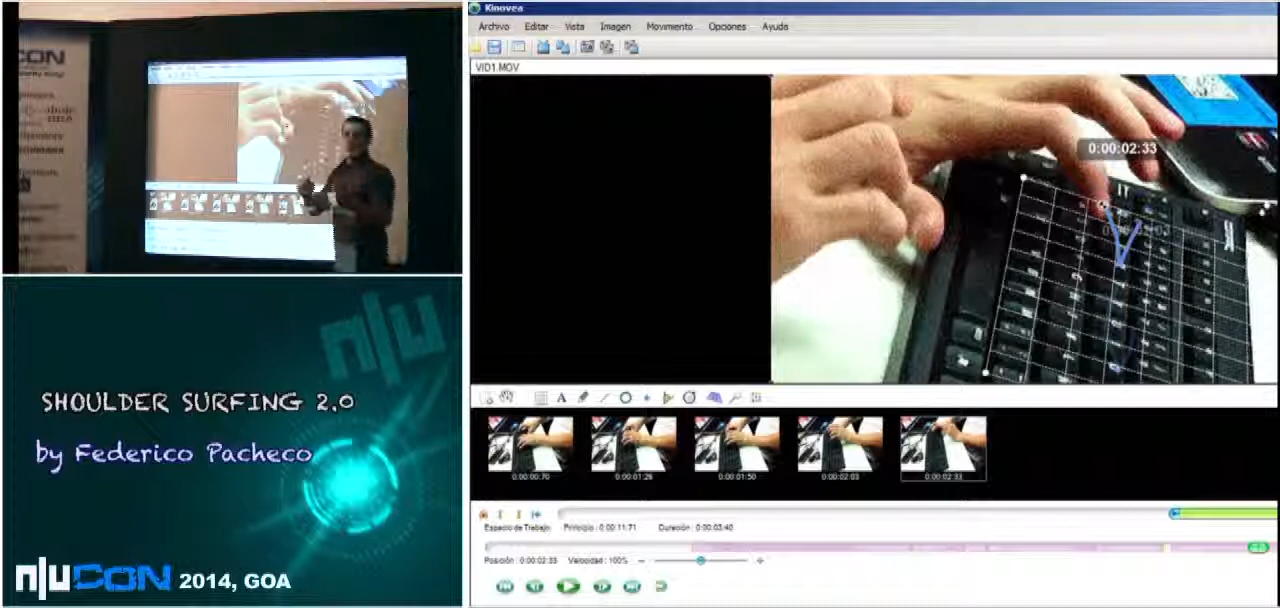 CON
SHOULDER SURFING 2.0
by Federico Pacheco
n|u CON 2014, GOA
Kinovea
Archivo Editar Vista Imagen Movimiento Opciones Ayuda
VID1.MOV
0:00:02:33
0:00:00:70 0:00:01:26 0:00:01:50 0:00:02:03 0:00:02:33
Espacio de Trabajo Principio : 0:00:11:71 Duración : 0:00:03:40
Posición : 0:00:02:33 Velocidad : 100%